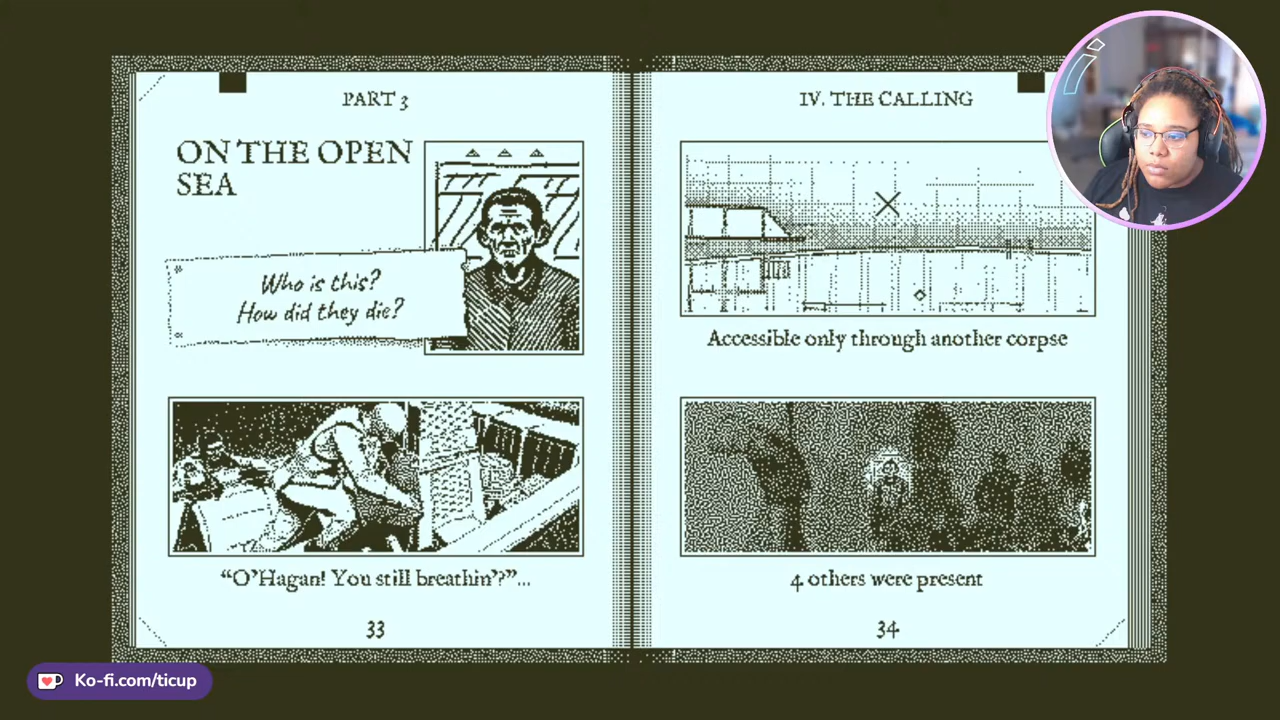 PART 3
ON THE OPEN
SEA
Who is this?
How did they die?
"O'Hagan! You still breathin'?"...
33
IV. THE CALLING
Accessible only through another corpse
4 others were present
34
Ko-fi.com/ticup